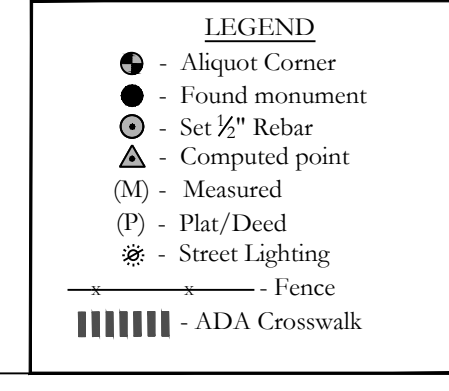 LEGEND
- Aliquot Corner
- Found monument
- Set ½" Rebar
- Computed point
(M) - Measured
(P) - Plat/Deed
- Street Lighting
x x - Fence
- ADA Crosswalk